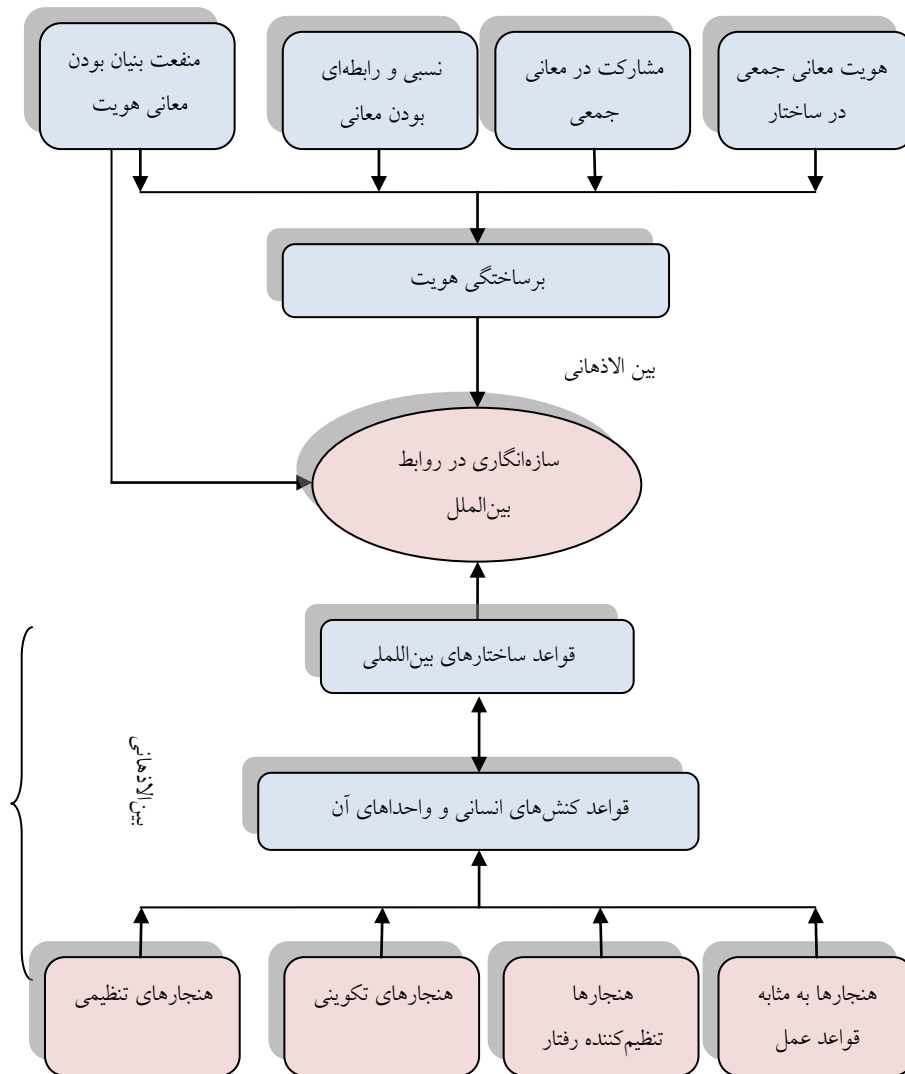 هویت معانی جمعی
در ساختار
مشارکت در معانی
جمعی
نسبی و رابطه‌ای
بودن معانی
منفعت بنیان بودن
معانی هویت
برساختگی هویت
بین الاذهانی
سازه‌انگاری در روابط
بین‌الملل
قواعد ساختارهای بین‌اللملی
بین‌الاذهانی
قواعد کنش‌های انسانی و واحداهای آن
هنجارها به مثابه
قواعد عمل
هنجارها
تنظیم‌کننده رفتار
هنجارهای تکوینی
هنجارهای تنظیمی